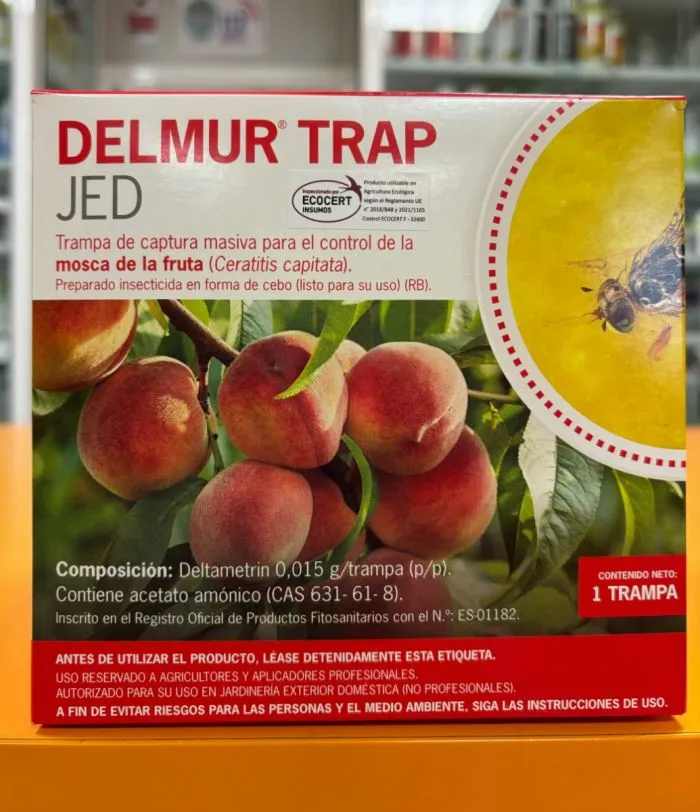 DELMUR® TRAP
JED
Inspeccionado por
ECOCERT
INSUMOS
Producto utilizable en
Agricultura Ecológica
según el Reglamento UE
n° 2018/848 y 2021/1165
Control ECOCERT F - 32600
Trampa de captura masiva para el control de la
mosca de la fruta (Ceratitis capitata).
Preparado insecticida en forma de cebo (listo para su uso) (RB).
Composición: Deltametrin 0,015 g/trampa (p/p).
Contiene acetato amónico (CAS 631- 61- 8).
Inscrito en el Registro Oficial de Productos Fitosanitarios con el N.º: ES-01182.
CONTENIDO NETO:
1 TRAMPA
ANTES DE UTILIZAR EL PRODUCTO, LÉASE DETENIDAMENTE ESTA ETIQUETA.
USO RESERVADO A AGRICULTORES Y APLICADORES PROFESIONALES.
AUTORIZADO PARA SU USO EN JARDINERÍA EXTERIOR DOMÉSTICA (NO PROFESIONALES).
A FIN DE EVITAR RIESGOS PARA LAS PERSONAS Y EL MEDIO AMBIENTE, SIGA LAS INSTRUCCIONES DE USO.